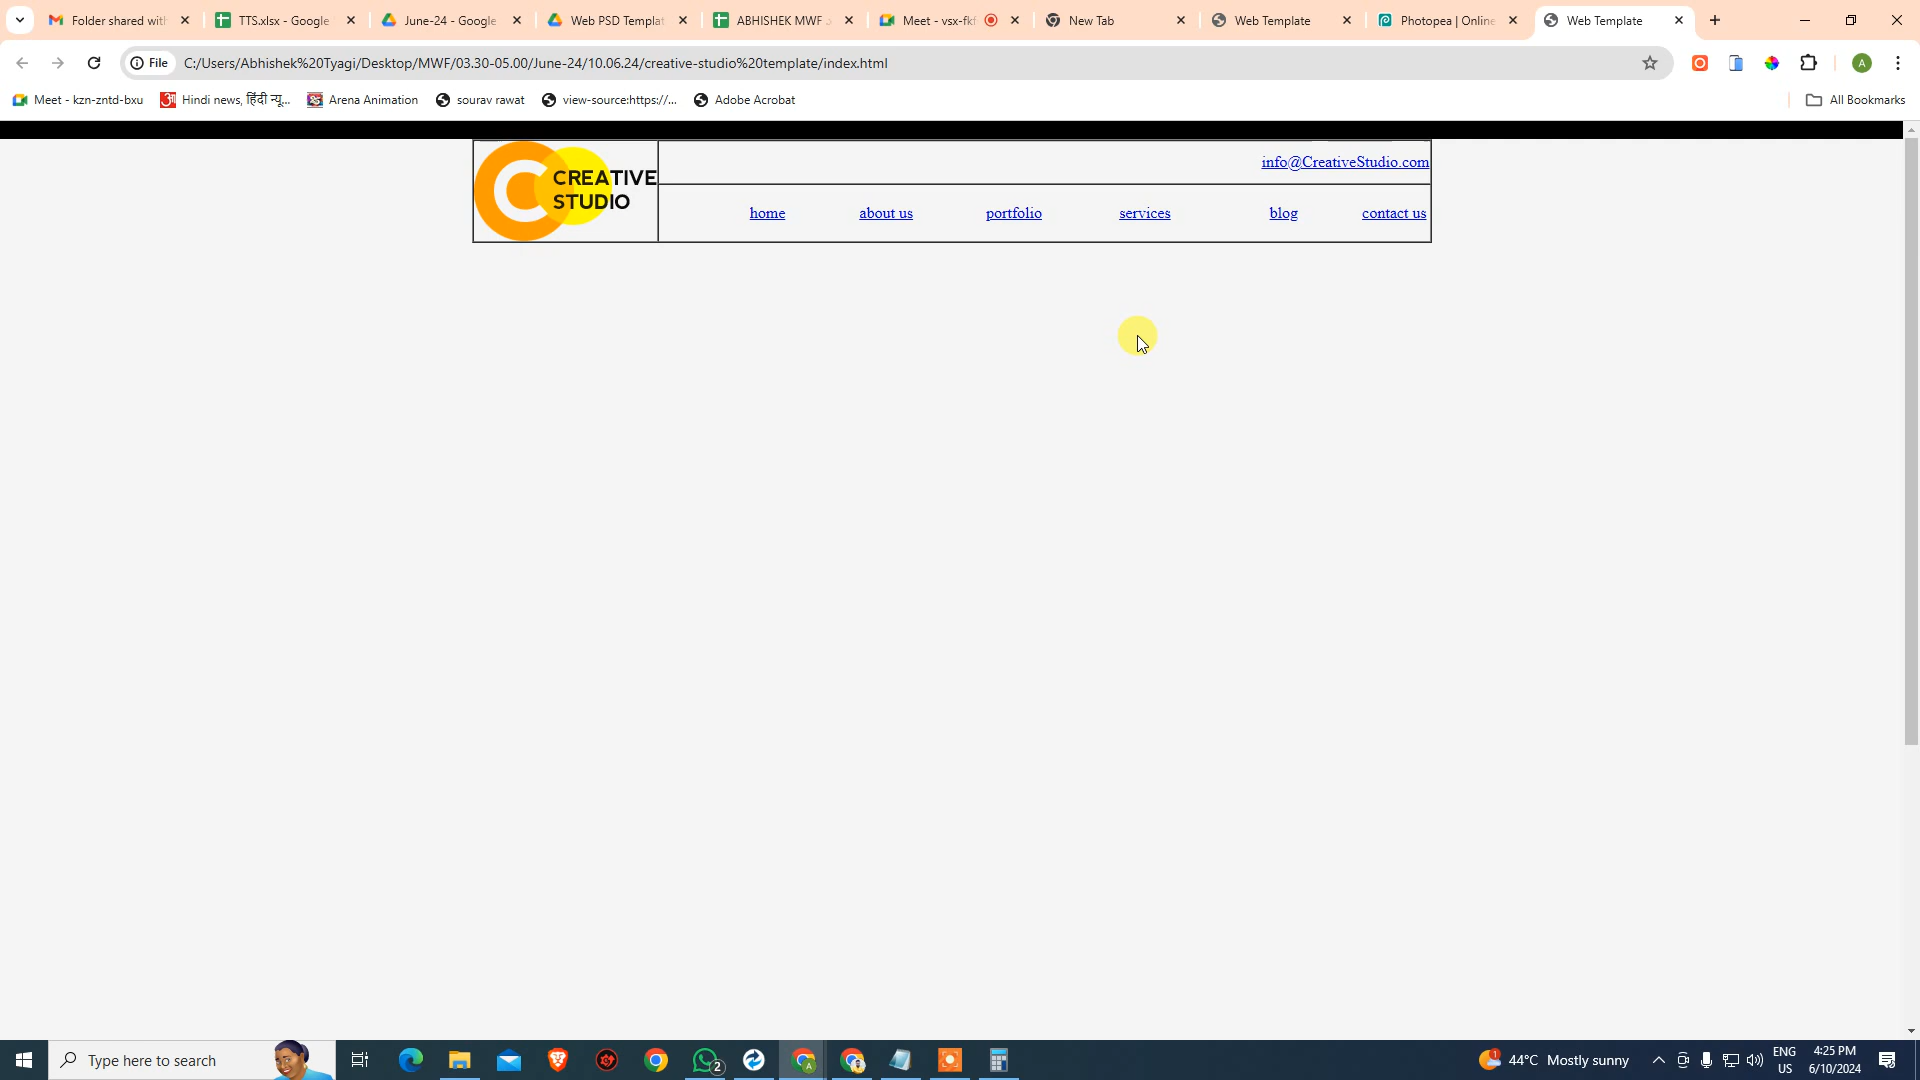 Folder shared with
TTS.xlsx - Google
June-24 - Google
Web PSD Templat
ABHISHEK MWF
Meet - vsx-fkf
New Tab
Web Template
Photopea | Online
Web Template
File
C:/Users/Abhishek%20Tyagi/Desktop/MWF/03.30-05.00/June-24/10.06.24/creative-studio%20template/index.html
A
Meet - kzn-zntd-bxu
Hindi news, हिंदी न्यू...
Arena Animation
sourav rawat
view-source:https://...
Adobe Acrobat
All Bookmarks
CREATIVE
STUDIO
info@CreativeStudio.com
home
about us
portfolio
services
blog
contact us
Type here to search
2
1
44°C Mostly sunny
ENG
US
4:25 PM
6/10/2024